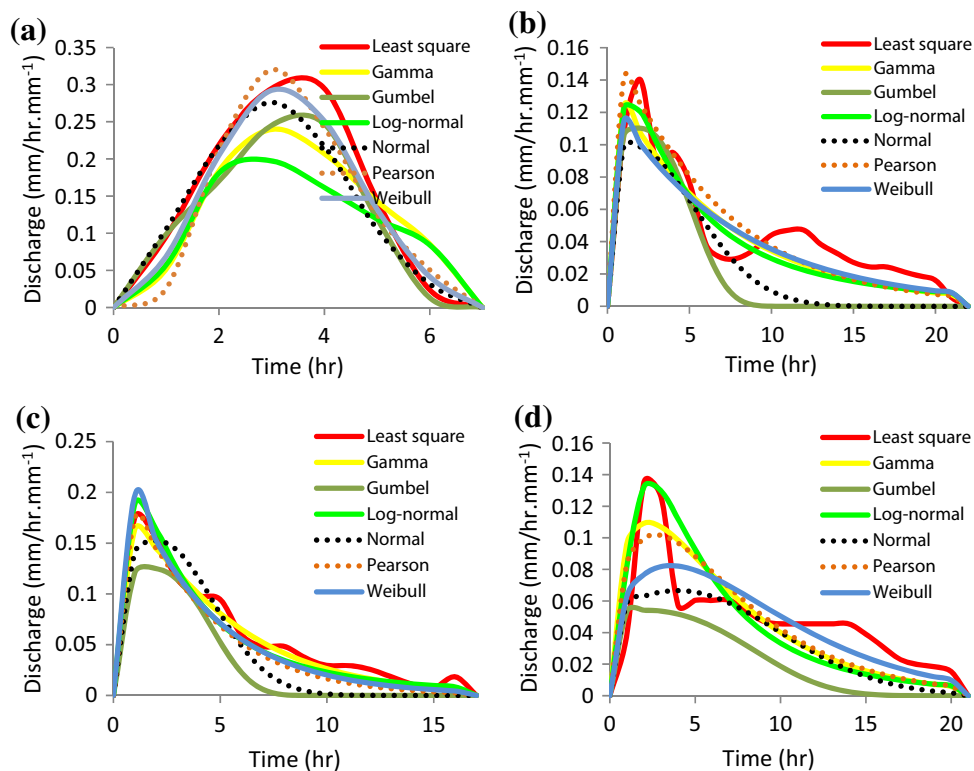 (a)
Discharge (mm/hr.mm⁻¹)
0.35
0.3
0.25
0.2
0.15
0.1
0.05
0
0 2 4 6
Time (hr)
Least square
Gamma
Gumbel
Log-normal
Normal
Pearson
Weibull
(b)
Discharge (mm/hr.mm⁻¹)
0.16
0.14
0.12
0.1
0.08
0.06
0.04
0.02
0
0 5 10 15 20
Time (hr)
Least square
Gamma
Gumbel
Log-normal
Normal
Pearson
Weibull
(c)
Discharge (mm/hr.mm⁻¹)
0.25
0.2
0.15
0.1
0.05
0
0 5 10 15
Time (hr)
Least square
Gamma
Gumbel
Log-normal
Normal
Pearson
Weibull
(d)
Discharge (mm/hr.mm⁻¹)
0.16
0.14
0.12
0.1
0.08
0.06
0.04
0.02
0
0 5 10 15 20
Time (hr)
Least square
Gamma
Gumbel
Log-normal
Normal
Pearson
Weibull